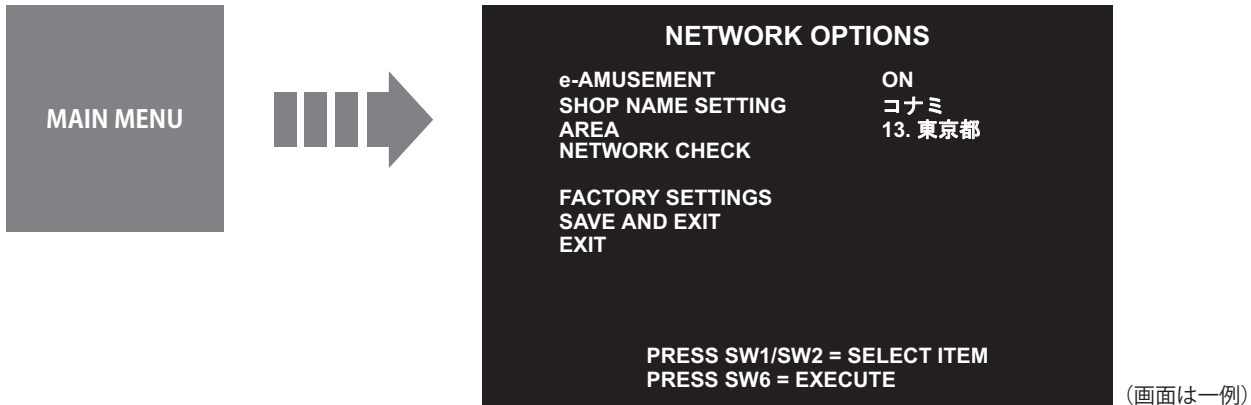 MAIN MENU
NETWORK OPTIONS
e-AMUSEMENT ON
SHOP NAME SETTING コナミ
AREA 13. 東京都
NETWORK CHECK
FACTORY SETTINGS
SAVE AND EXIT
EXIT
PRESS SW1/SW2 = SELECT ITEM
PRESS SW6 = EXECUTE
（画面は一例）